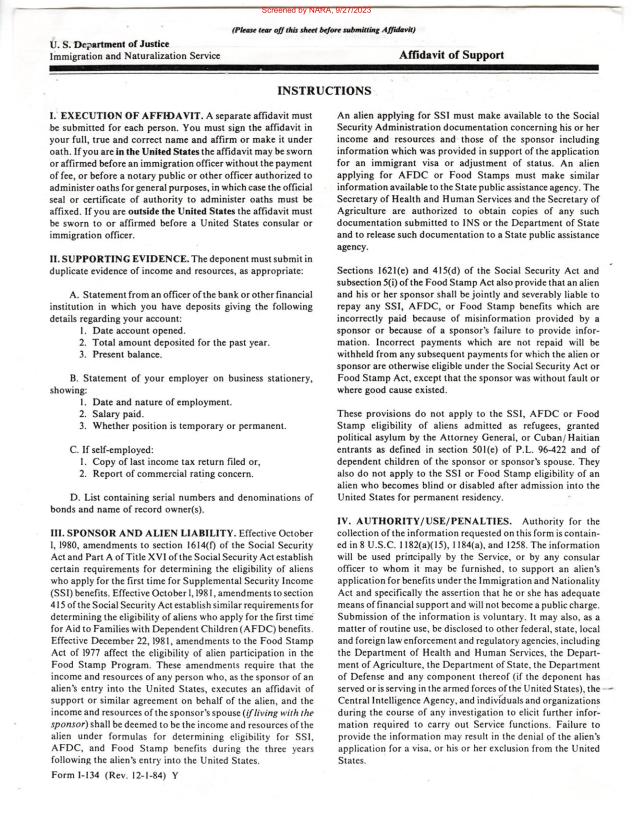 Screened by NARA, 9/27/2023
(Please tear off this sheet before submitting Affidavit)
U. S. Department of Justice
Immigration and Naturalization Service
Affidavit of Support
INSTRUCTIONS
I. EXECUTION OF AFFIDAVIT. A separate affidavit must
be submitted for each person. You must sign the affidavit in
your full, true and correct name and affirm or make it under
oath. If you are in the United States the affidavit may be sworn
or affirmed before an immigration officer without the payment
of fee, or before a notary public or other officer authorized to
administer oaths for general purposes, in which case the official
seal or certificate of authority to administer oaths must be
affixed. If you are outside the United States the affidavit must
be sworn to or affirmed before a United States consular or
immigration officer.
II. SUPPORTING EVIDENCE. The deponent must submit in
duplicate evidence of income and resources, as appropriate:
A. Statement from an officer of the bank or other financial
institution in which you have deposits giving the following
details regarding your account:
1. Date account opened.
2. Total amount deposited for the past year.
3. Present balance.
B. Statement of your employer on business stationery,
showing:
1. Date and nature of employment.
2. Salary paid.
3. Whether position is temporary or permanent.
C. If self-employed:
1. Copy of last income tax return filed or,
2. Report of commercial rating concern.
D. List containing serial numbers and denominations of
bonds and name of record owner(s).
III. SPONSOR AND ALIEN LIABILITY. Effective October
1, 1980, amendments to section 1614(f) of the Social Security
Act and Part A of Title XVI of the Social Security Act establish
certain requirements for determining the eligibility of aliens
who apply for the first time for Supplemental Security Income
(SSI) benefits. Effective October 1, 1981, amendments to section
415 of the Social Security Act establish similar requirements for
determining the eligibility of aliens who apply for the first time
for Aid to Families with Dependent Children (AFDC) benefits.
Effective December 22, 1981, amendments to the Food Stamp
Act of 1977 affect the eligibility of alien participation in the
Food Stamp Program. These amendments require that the
income and resources of any person who, as the sponsor of an
alien's entry into the United States, executes an affidavit of
support or similar agreement on behalf of the alien, and the
income and resources of the sponsor's spouse (if living with the
sponsor) shall be deemed to be the income and resources of the
alien under formulas for determining eligibility for SSI,
AFDC, and Food Stamp benefits during the three years
following the alien's entry into the United States.
Form I-134 (Rev. 12-1-84) Y
An alien applying for SSI must make available to the Social
Security Administration documentation concerning his or her
income and resources and those of the sponsor including
information which was provided in support of the application
for an immigrant visa or adjustment of status. An alien
applying for AFDC or Food Stamps must make similar
information available to the State public assistance agency. The
Secretary of Health and Human Services and the Secretary of
Agriculture are authorized to obtain copies of any such
documentation submitted to INS or the Department of State
and to release such documentation to a State public assistance
agency.
Sections 1621(e) and 415(d) of the Social Security Act and
subsection 5(i) of the Food Stamp Act also provide that an alien
and his or her sponsor shall be jointly and severably liable to
repay any SSI, AFDC, or Food Stamp benefits which are
incorrectly paid because of misinformation provided by a
sponsor or because of a sponsor's failure to provide infor-
mation. Incorrect payments which are not repaid will be
withheld from any subsequent payments for which the alien or
sponsor are otherwise eligible under the Social Security Act or
Food Stamp Act, except that the sponsor was without fault or
where good cause existed.
These provisions do not apply to the SSI, AFDC or Food
Stamp eligibility of aliens admitted as refugees, granted
political asylum by the Attorney General, or Cuban/Haitian
entrants as defined in section 501(e) of P.L. 96-422 and of
dependent children of the sponsor or sponsor's spouse. They
also do not apply to the SSI or Food Stamp eligibility of an
alien who becomes blind or disabled after admission into the
United States for permanent residency.
IV. AUTHORITY/USE/PENALTIES. Authority for the
collection of the information requested on this form is contain-
ed in 8 U.S.C. 1182(a)(15), 1184(a), and 1258. The information
will be used principally by the Service, or by any consular
officer to whom it may be furnished, to support an alien's
application for benefits under the Immigration and Nationality
Act and specifically the assertion that he or she has adequate
means of financial support and will not become a public charge.
Submission of the information is voluntary. It may also, as a
matter of routine use, be disclosed to other federal, state, local
and foreign law enforcement and regulatory agencies, including
the Department of Health and Human Services, the Depart-
ment of Agriculture, the Department of State, the Department
of Defense and any component thereof (if the deponent has
served or is serving in the armed forces of the United States), the
Central Intelligence Agency, and individuals and organizations
during the course of any investigation to elicit further infor-
mation required to carry out Service functions. Failure to
provide the information may result in the denial of the alien's
application for a visa, or his or her exclusion from the United
States.